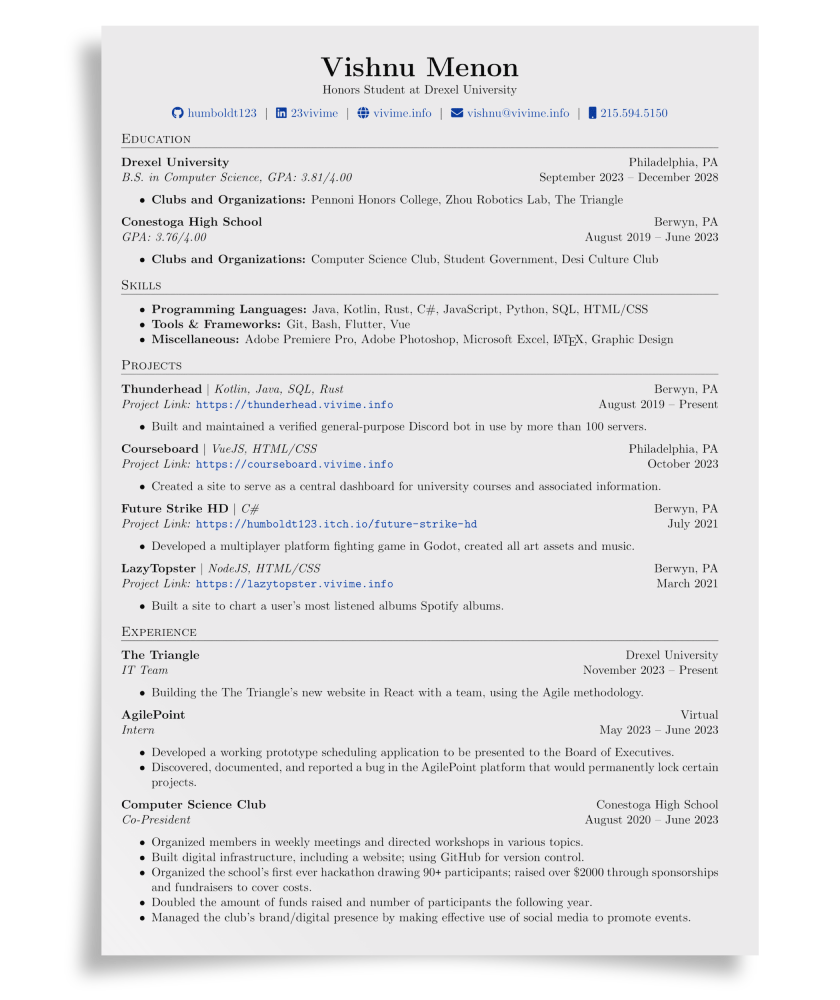 Vishnu Menon
Honors Student at Drexel University
humboldt123 | 23vivime | vivime.info | vishnu@vivime.info | 215.594.5150
Education
Drexel University Philadelphia, PA
B.S. in Computer Science, GPA: 3.81/4.00 September 2023 – December 2028
• Clubs and Organizations: Pennoni Honors College, Zhou Robotics Lab, The Triangle
Conestoga High School Berwyn, PA
GPA: 3.76/4.00 August 2019 – June 2023
• Clubs and Organizations: Computer Science Club, Student Government, Desi Culture Club
Skills
• Programming Languages: Java, Kotlin, Rust, C#, JavaScript, Python, SQL, HTML/CSS
• Tools & Frameworks: Git, Bash, Flutter, Vue
• Miscellaneous: Adobe Premiere Pro, Adobe Photoshop, Microsoft Excel, LATEX, Graphic Design
Projects
Thunderhead | Kotlin, Java, SQL, Rust Berwyn, PA
Project Link: https://thunderhead.vivime.info August 2019 – Present
• Built and maintained a verified general-purpose Discord bot in use by more than 100 servers.
Courseboard | VueJS, HTML/CSS Philadelphia, PA
Project Link: https://courseboard.vivime.info October 2023
• Created a site to serve as a central dashboard for university courses and associated information.
Future Strike HD | C# Berwyn, PA
Project Link: https://humboldt123.itch.io/future-strike-hd July 2021
• Developed a multiplayer platform fighting game in Godot, created all art assets and music.
LazyTopster | NodeJS, HTML/CSS Berwyn, PA
Project Link: https://lazytopster.vivime.info March 2021
• Built a site to chart a user's most listened albums Spotify albums.
Experience
The Triangle Drexel University
IT Team November 2023 – Present
• Building the The Triangle's new website in React with a team, using the Agile methodology.
AgilePoint Virtual
Intern May 2023 – June 2023
• Developed a working prototype scheduling application to be presented to the Board of Executives.
• Discovered, documented, and reported a bug in the AgilePoint platform that would permanently lock certain
projects.
Computer Science Club Conestoga High School
Co-President August 2020 – June 2023
• Organized members in weekly meetings and directed workshops in various topics.
• Built digital infrastructure, including a website; using GitHub for version control.
• Organized the school's first ever hackathon drawing 90+ participants; raised over $2000 through sponsorships
and fundraisers to cover costs.
• Doubled the amount of funds raised and number of participants the following year.
• Managed the club's brand/digital presence by making effective use of social media to promote events.